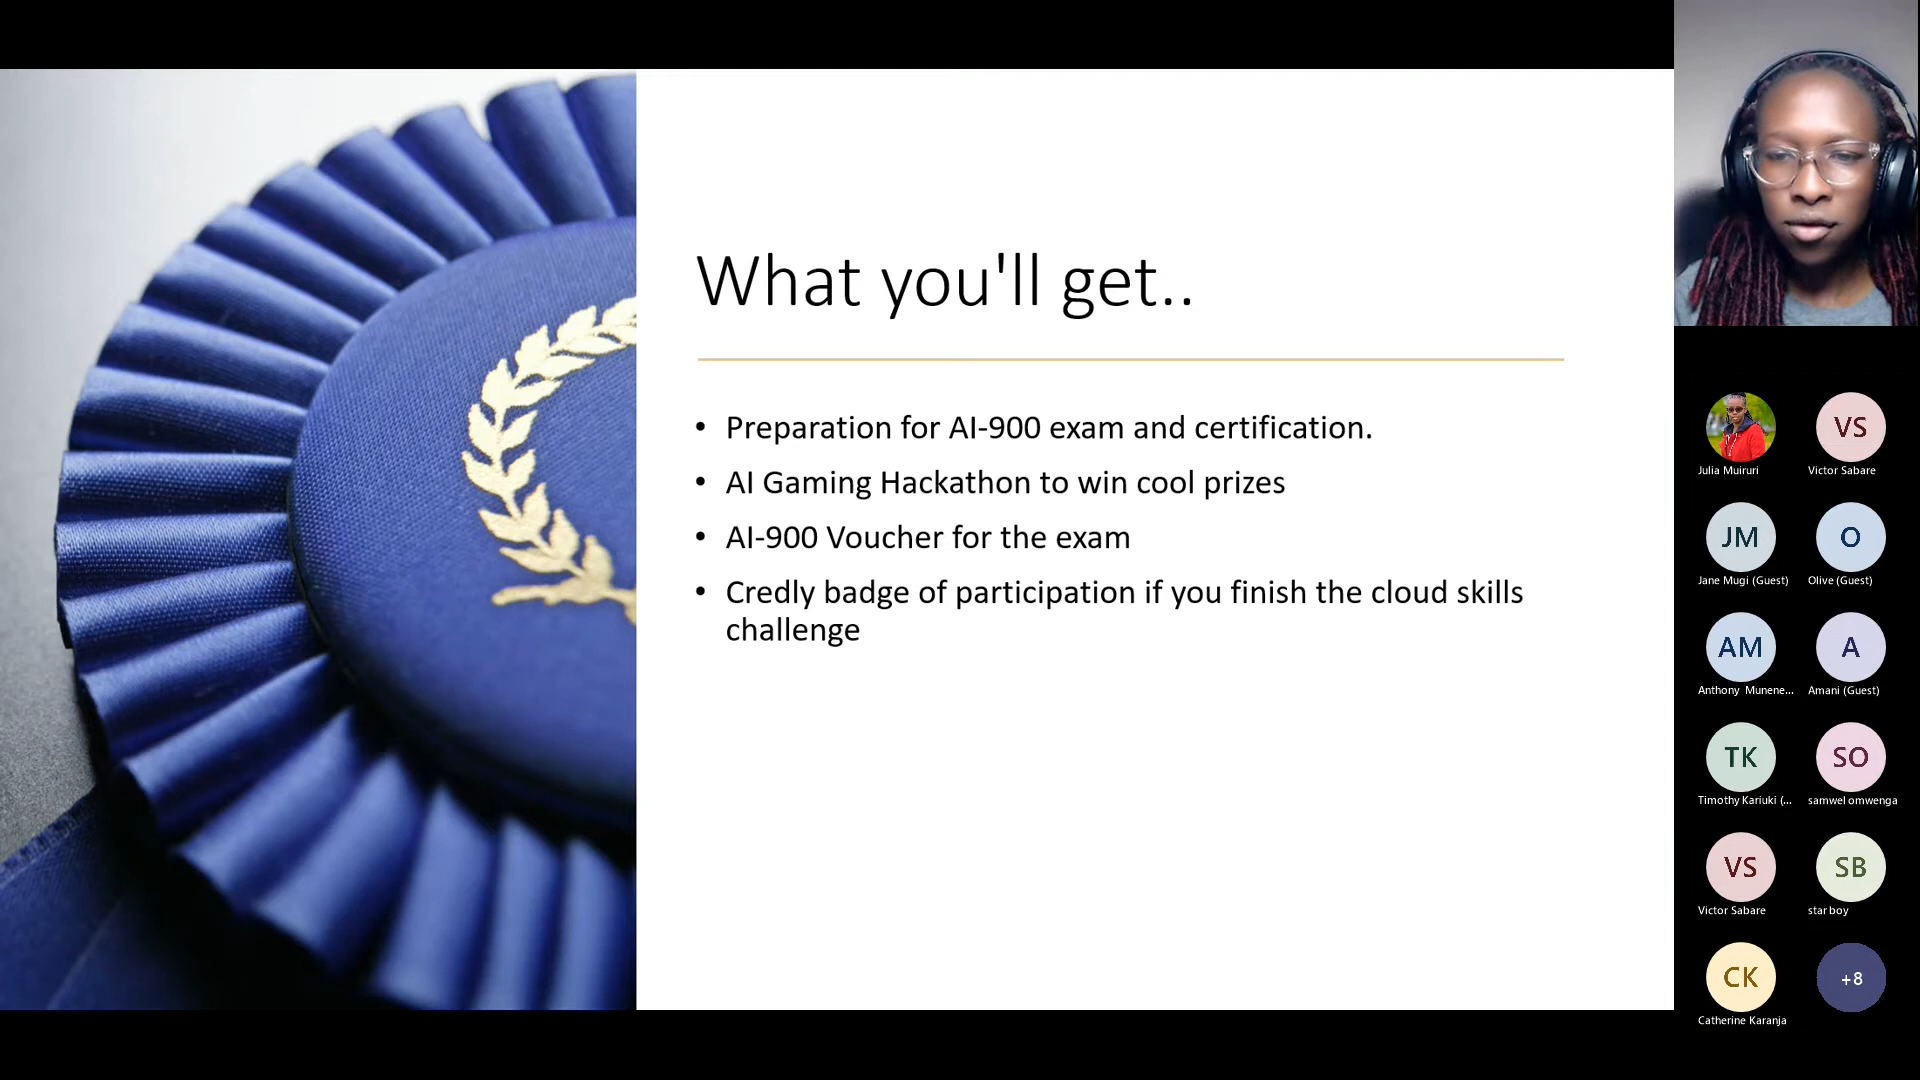 What you'll get..
• Preparation for AI-900 exam and certification.
• AI Gaming Hackathon to win cool prizes
• AI-900 Voucher for the exam
• Credly badge of participation if you finish the cloud skills
challenge
Julia Muiruri
VS
Victor Sabare
JM
Jane Mugi (Guest)
O
Olive (Guest)
AM
Anthony Munene...
A
Amani (Guest)
TK
Timothy Kariuki (...
SO
samwel omwenga
VS
Victor Sabare
SB
star boy
CK
Catherine Karanja
+8